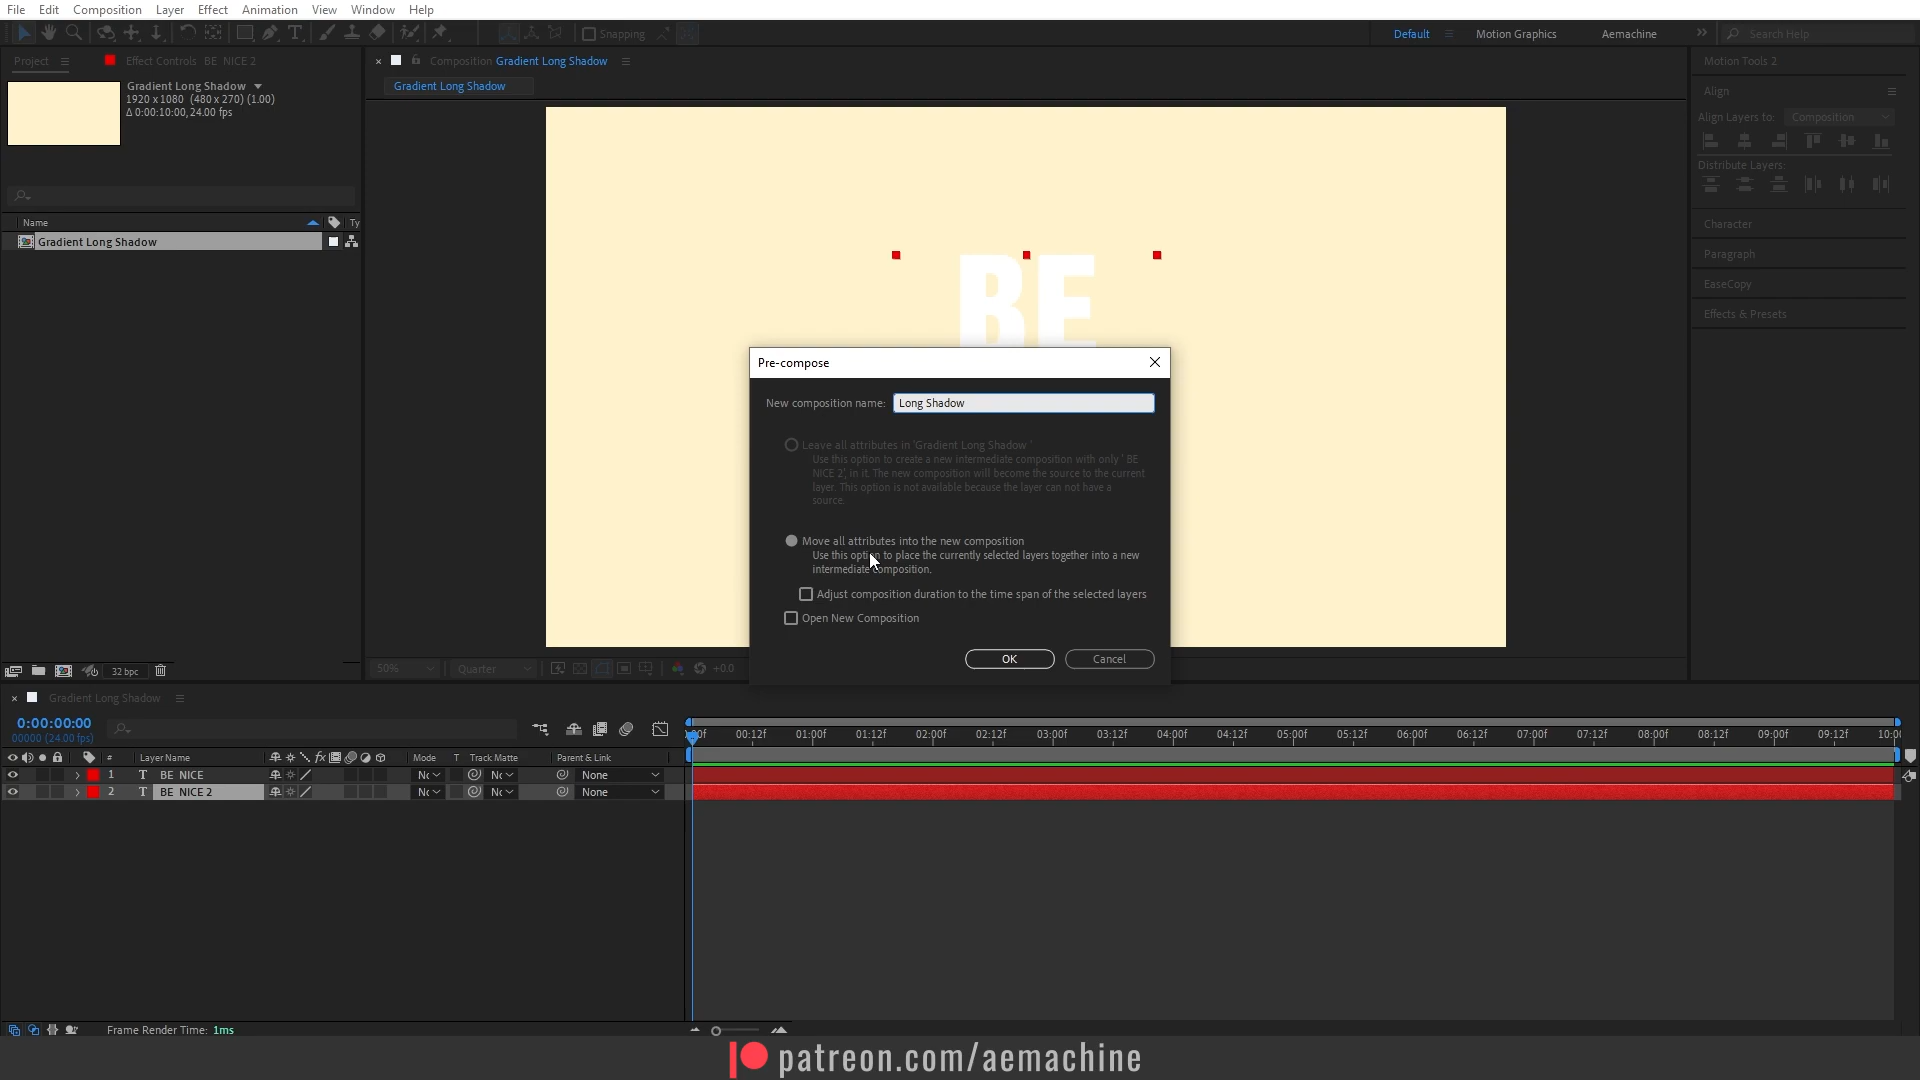 File Edit Composition Layer Effect Animation View Window Help
Snapping
Default Motion Graphics Aemachine Search Help
Project Effect Controls BE NICE 2
Composition Gradient Long Shadow
Gradient Long Shadow
Gradient Long Shadow
1920 x 1080 (480 x 270) (1.00)
Δ 0:00:10:00, 24.00 fps
Name Ty
Gradient Long Shadow
BE
Pre-compose
New composition name: Long Shadow
Leave all attributes in 'Gradient Long Shadow '
Use this option to create a new intermediate composition with only ' BE
NICE 2', in it. The new composition will become the source to the current
layer. This option is not available because the layer can not have a
source.
Move all attributes into the new composition
Use this option to place the currently selected layers together into a new
intermediate composition.
Adjust composition duration to the time span of the selected layers
Open New Composition
OK Cancel
Motion Tools 2
Align
Align Layers to: Composition
Distribute Layers:
Character
Paragraph
EaseCopy
Effects & Presets
32 bpc
50% Quarter +0.0
Gradient Long Shadow
0:00:00:00
00000 (24.00 fps)
:00f 00:12f 01:00f 01:12f 02:00f 02:12f 03:00f 03:12f 04:00f 04:12f 05:00f 05:12f 06:00f 06:12f 07:00f 07:12f 08:00f 08:12f 09:00f 09:12f 10:00
# Layer Name fx Mode T Track Matte Parent & Link
1 T BE NICE Nc Nc None
2 T BE NICE 2 Nc Nc None
Frame Render Time: 1ms
patreon.com/aemachine